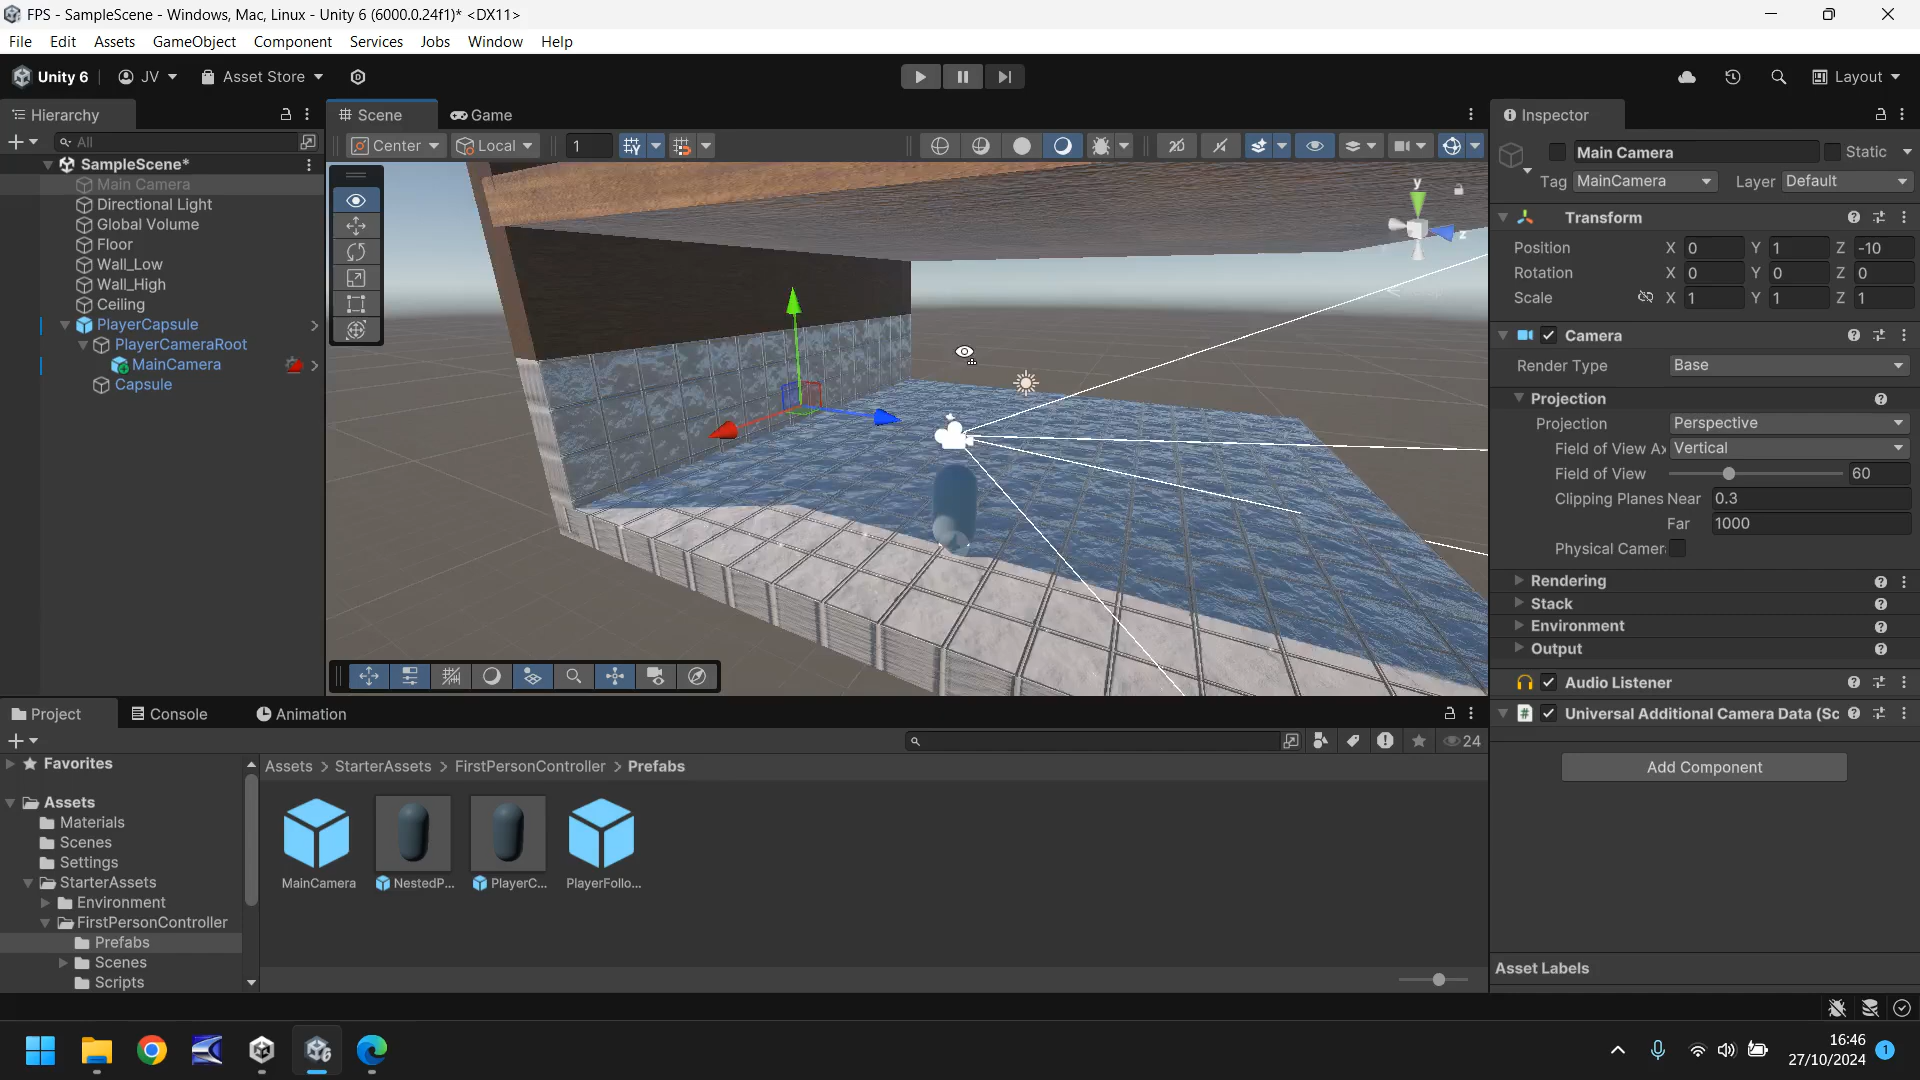 FPS - SampleScene - Windows, Mac, Linux - Unity 6 (6000.0.24f1)* <DX11>
File Edit Assets GameObject Component Services Jobs Window Help
Unity 6 JV Asset Store Layout
Hierarchy
All
SampleScene*
Main Camera
Directional Light
Global Volume
Floor
Wall_Low
Wall_High
Ceiling
PlayerCapsule
PlayerCameraRoot
MainCamera
Capsule
Scene Game
Center Local 1
y
z
Inspector
Main Camera Static
Tag MainCamera Layer Default
Transform
Position X 0 Y 1 Z -10
Rotation X 0 Y 0 Z 0
Scale X 1 Y 1 Z 1
Camera
Render Type Base
Projection
Projection Perspective
Field of View Ax Vertical
Field of View 60
Clipping Planes Near 0.3
Far 1000
Physical Camer
Rendering
Stack
Environment
Output
Audio Listener
Universal Additional Camera Data (Sc
Add Component
Asset Labels
Project Console Animation
24
Favorites
Assets
Materials
Scenes
Settings
StarterAssets
Environment
FirstPersonController
Prefabs
Scenes
Scripts
Assets > StarterAssets > FirstPersonController > Prefabs
MainCamera NestedP... PlayerC... PlayerFollo...
16:46
27/10/2024
1